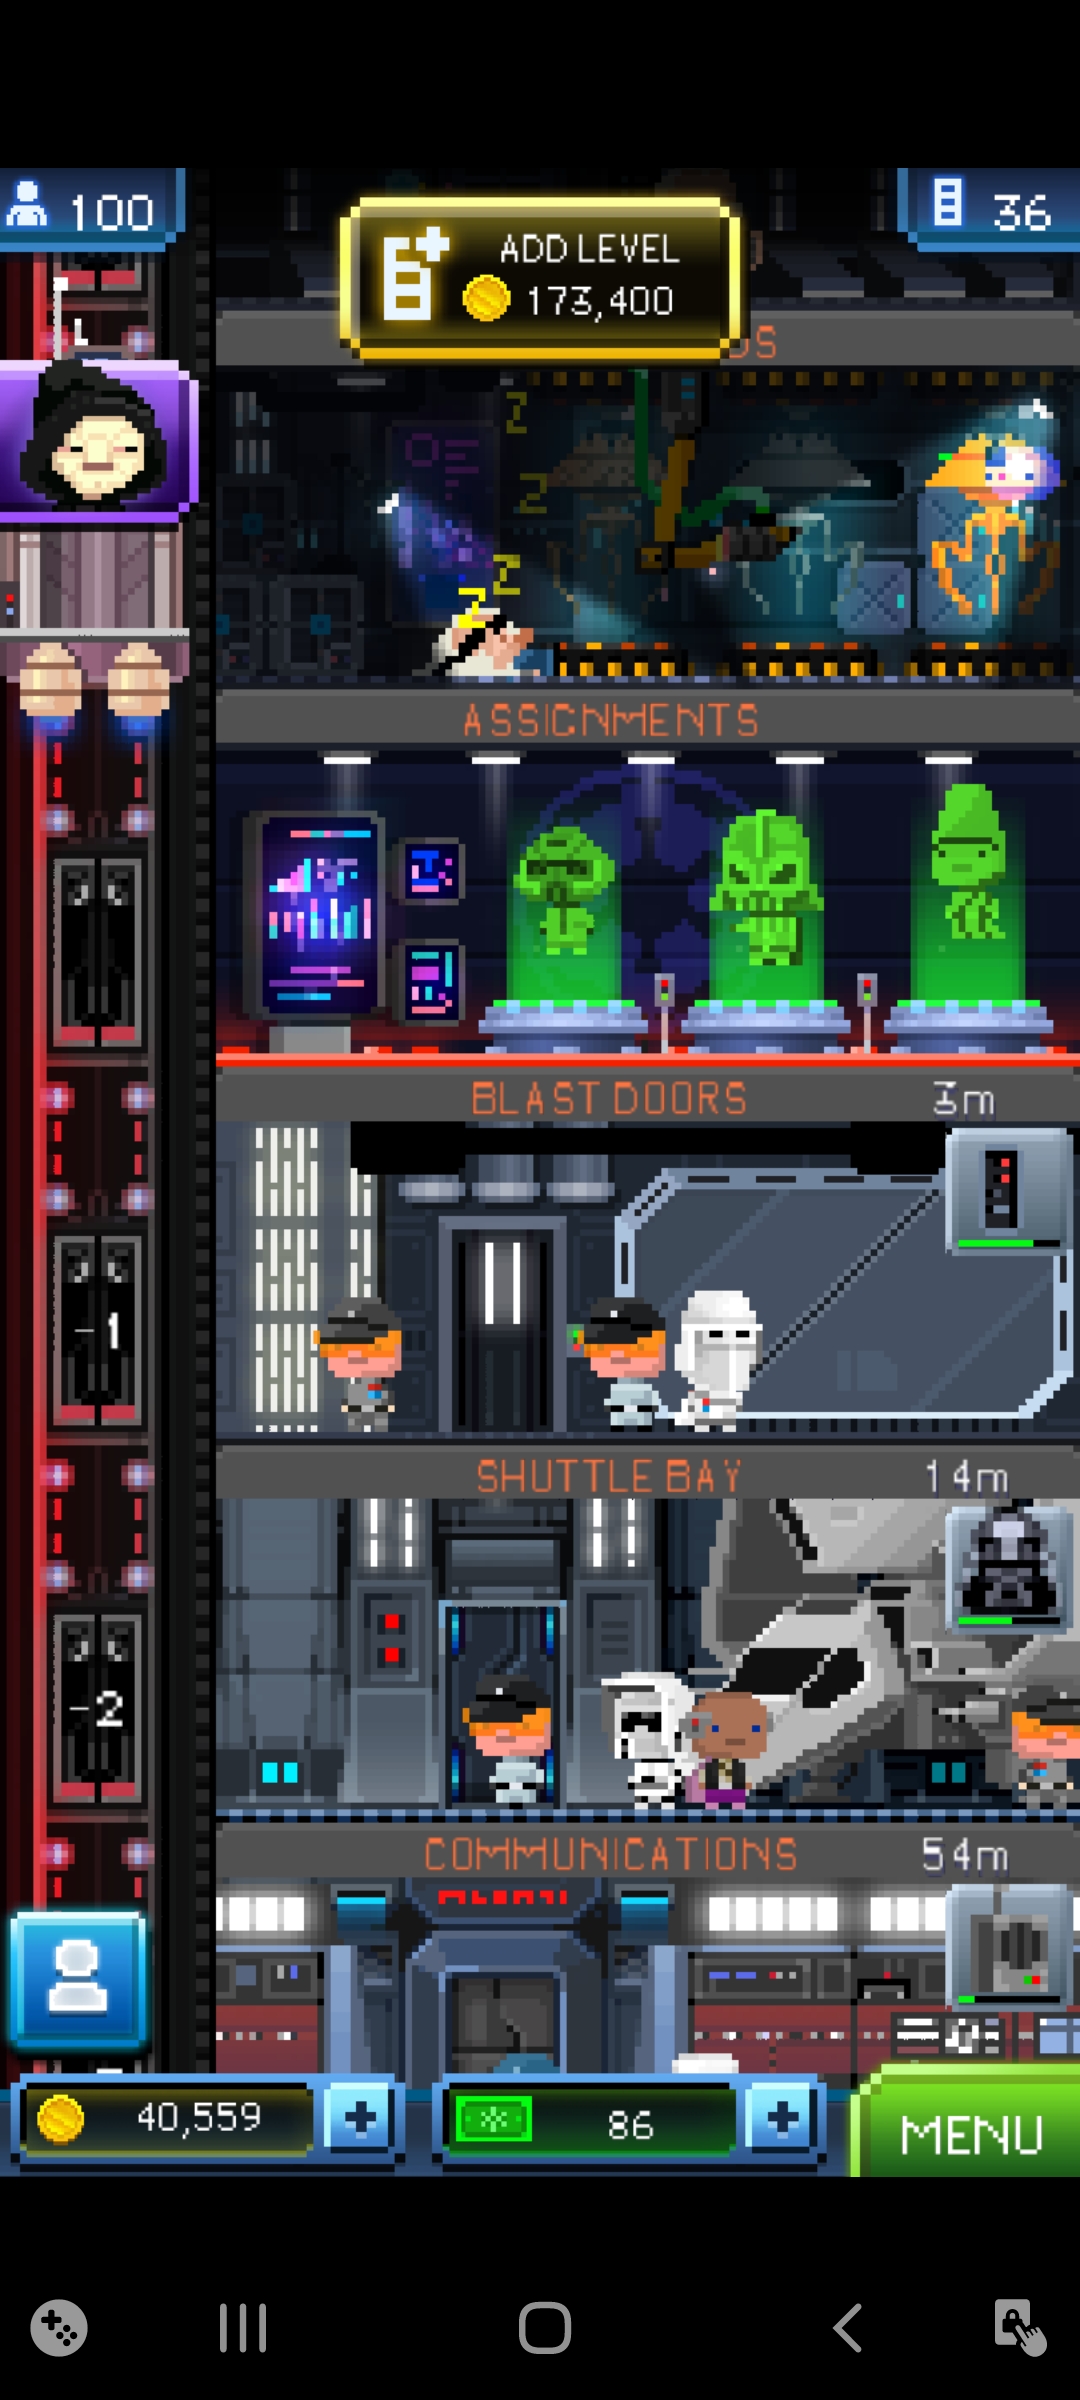 100
36
ADD LEVEL
173,400
DS
Z
Z
Z
Z
ASSIGNMENTS
BLAST DOORS 3m
-1
SHUTTLE BAY 14m
-2
COMMUNICATIONS 54m
40,559
86
MENU